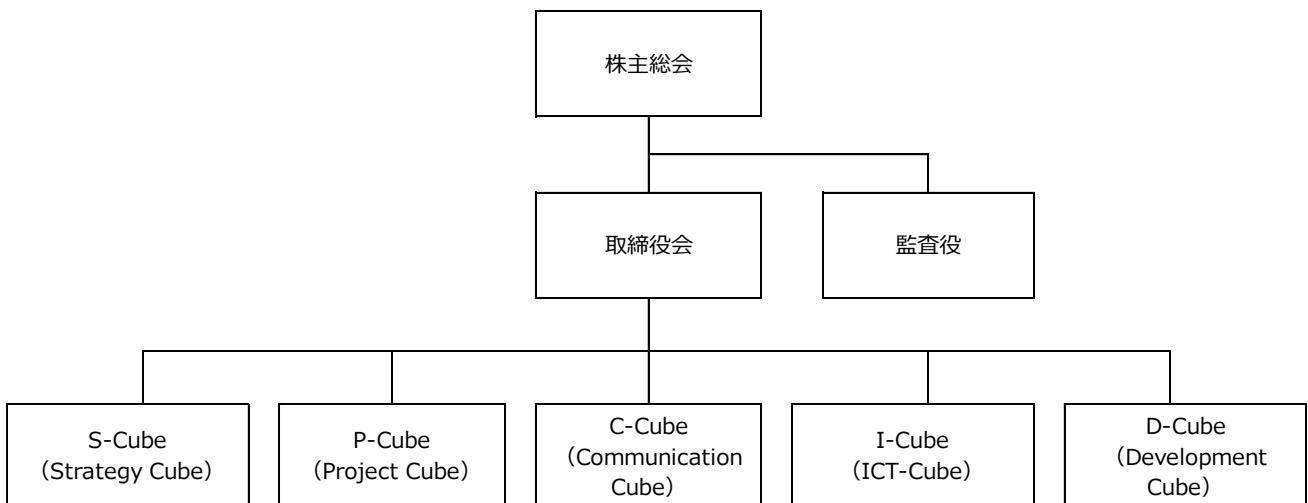 株主総会
取締役会
監査役
S-Cube
（Strategy Cube）
P-Cube
（Project Cube）
C-Cube
（Communication
Cube）
I-Cube
（ICT-Cube）
D-Cube
（Development
Cube）